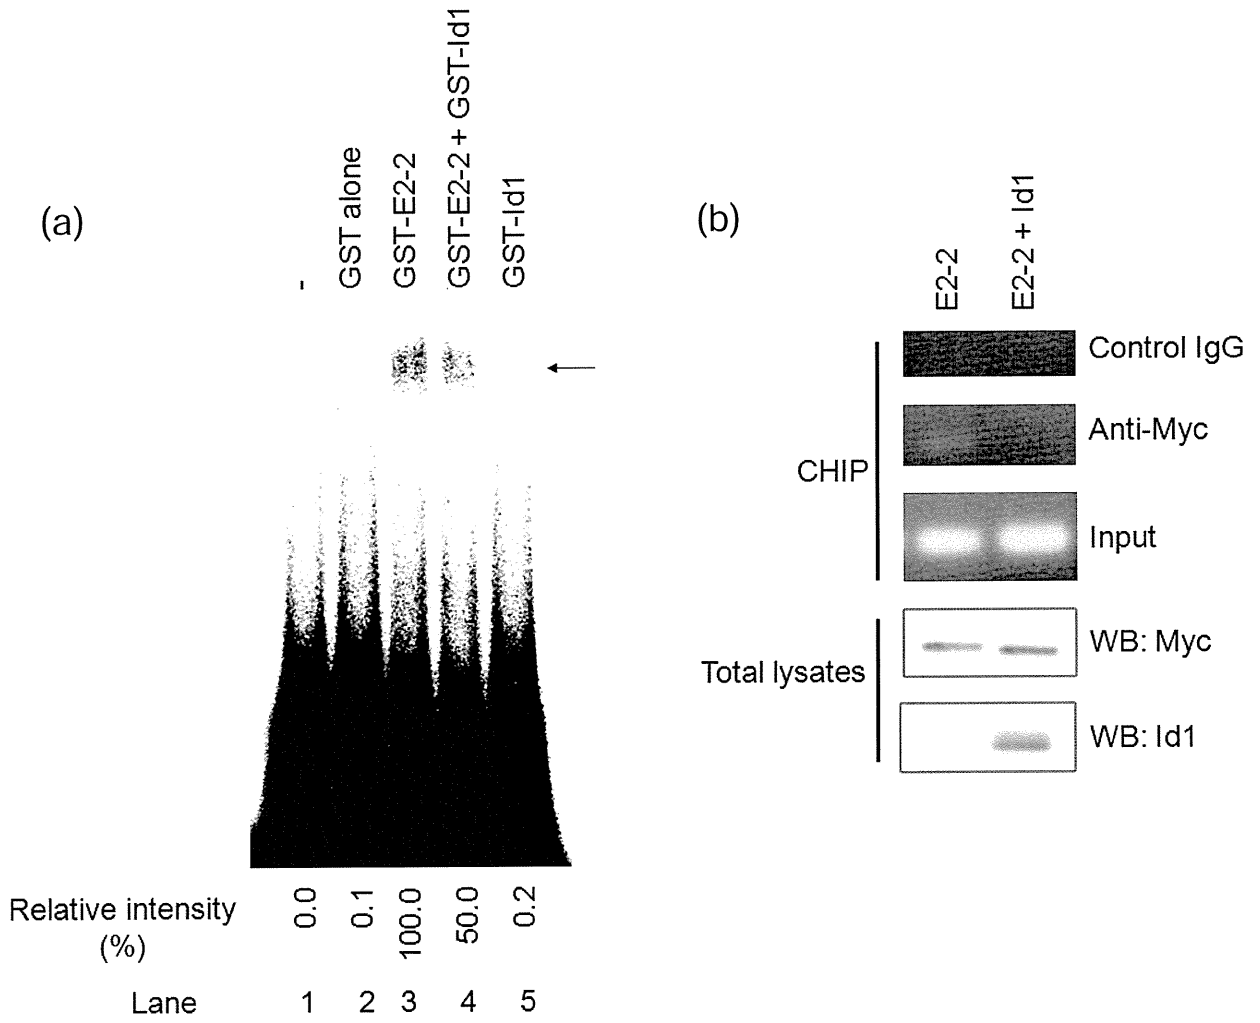 (a)
-
GST alone
GST-E2-2
GST-E2-2 + GST-Id1
GST-Id1
Relative intensity
(%)
0.0
0.1
100.0
50.0
0.2
Lane
1 2 3 4 5
(b)
E2-2
E2-2 + Id1
CHIP
Control IgG
Anti-Myc
Input
Total lysates
WB: Myc
WB: Id1